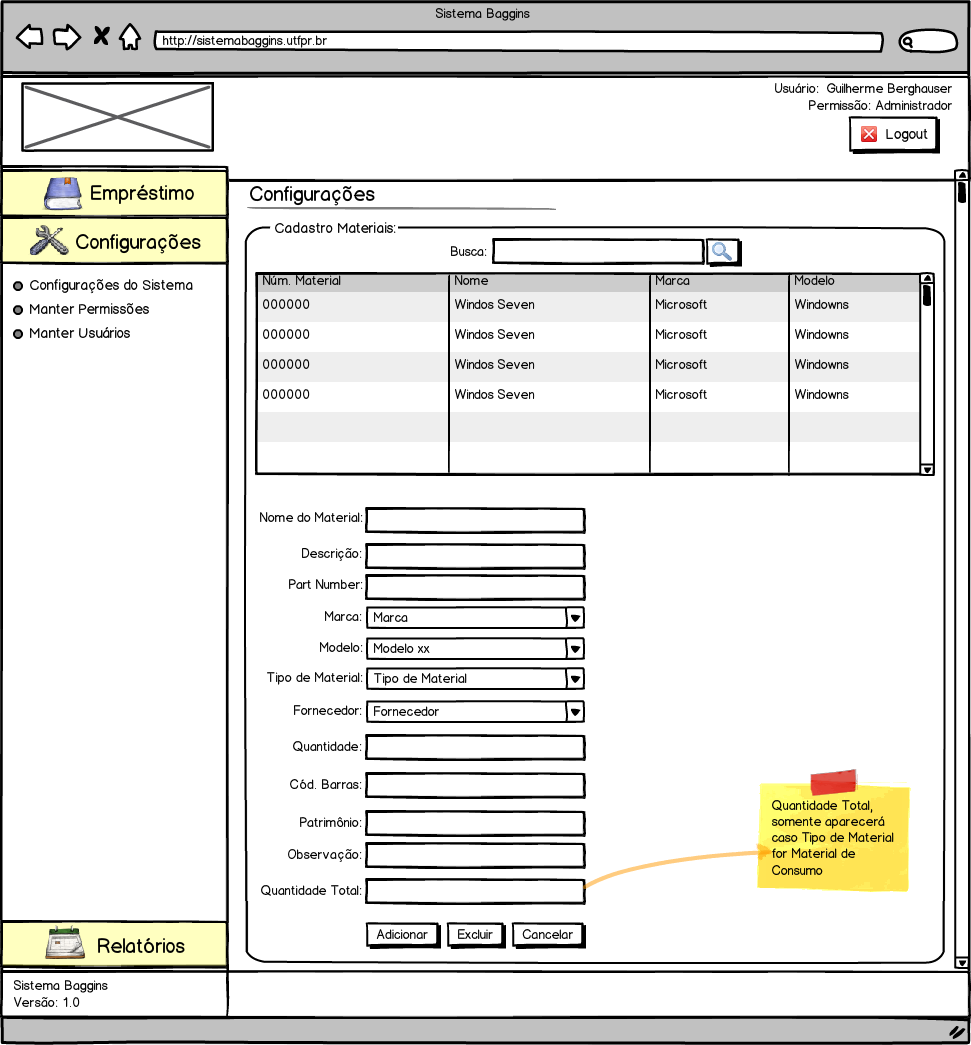 Sistema Baggins
http://sistemabaggins.utfpr.br
Usuário: Guilherme Berghauser
Permissão: Administrador
Logout
Empréstimo
Configurações
Configurações do Sistema
Manter Permissões
Manter Usuários
Relatórios
Sistema Baggins
Versão: 1.0
Configurações
Cadastro Materiais:
Busca:
Núm. Material Nome Marca Modelo
000000 Windos Seven Microsoft Windowns
000000 Windos Seven Microsoft Windowns
000000 Windos Seven Microsoft Windowns
000000 Windos Seven Microsoft Windowns
Nome do Material:
Descrição:
Part Number:
Marca: Marca
Modelo: Modelo xx
Tipo de Material: Tipo de Material
Fornecedor: Fornecedor
Quantidade:
Cód. Barras:
Patrimônio:
Observação:
Quantidade Total:
Quantidade Total,
somente aparecerá
caso Tipo de Material
for Material de
Consumo
Adicionar Excluir Cancelar